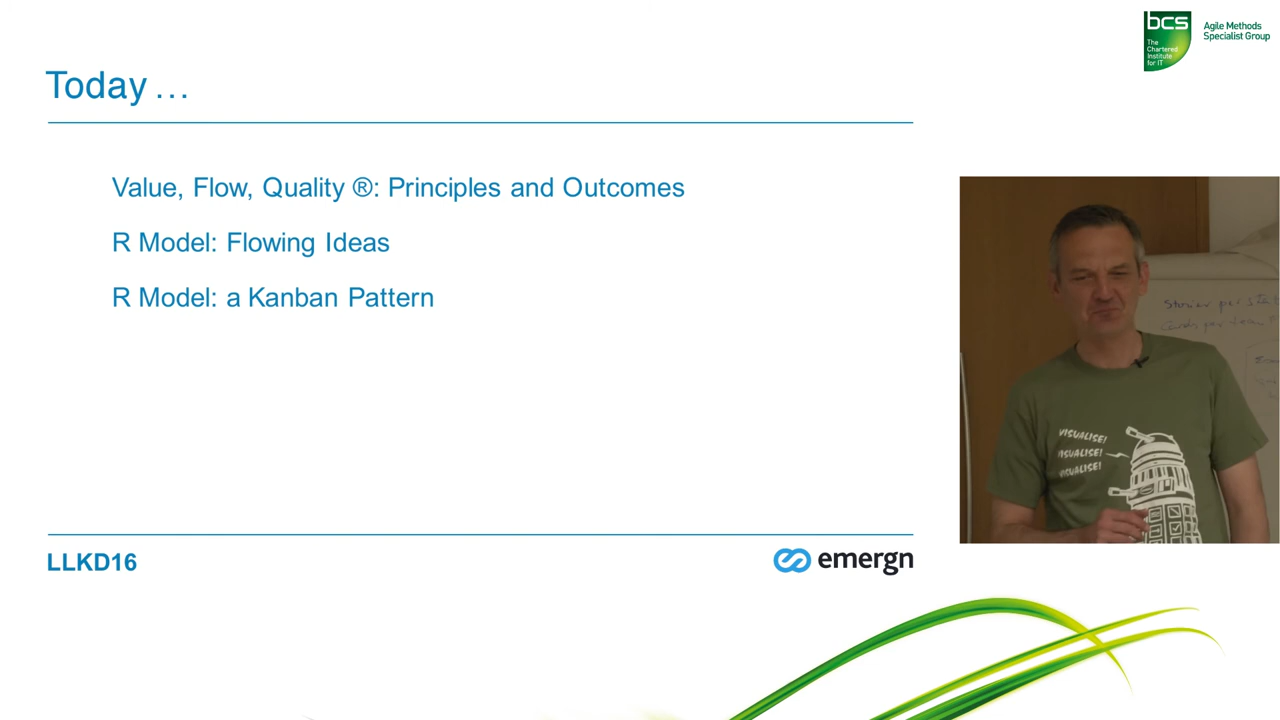 bcs
The
Chartered
Institute
for IT
Agile Methods
Specialist Group
Today …
Value, Flow, Quality ®: Principles and Outcomes
R Model: Flowing Ideas
R Model: a Kanban Pattern
VISUALISE!
VISUALISE!
VISUALISE!
LLKD16
emergn